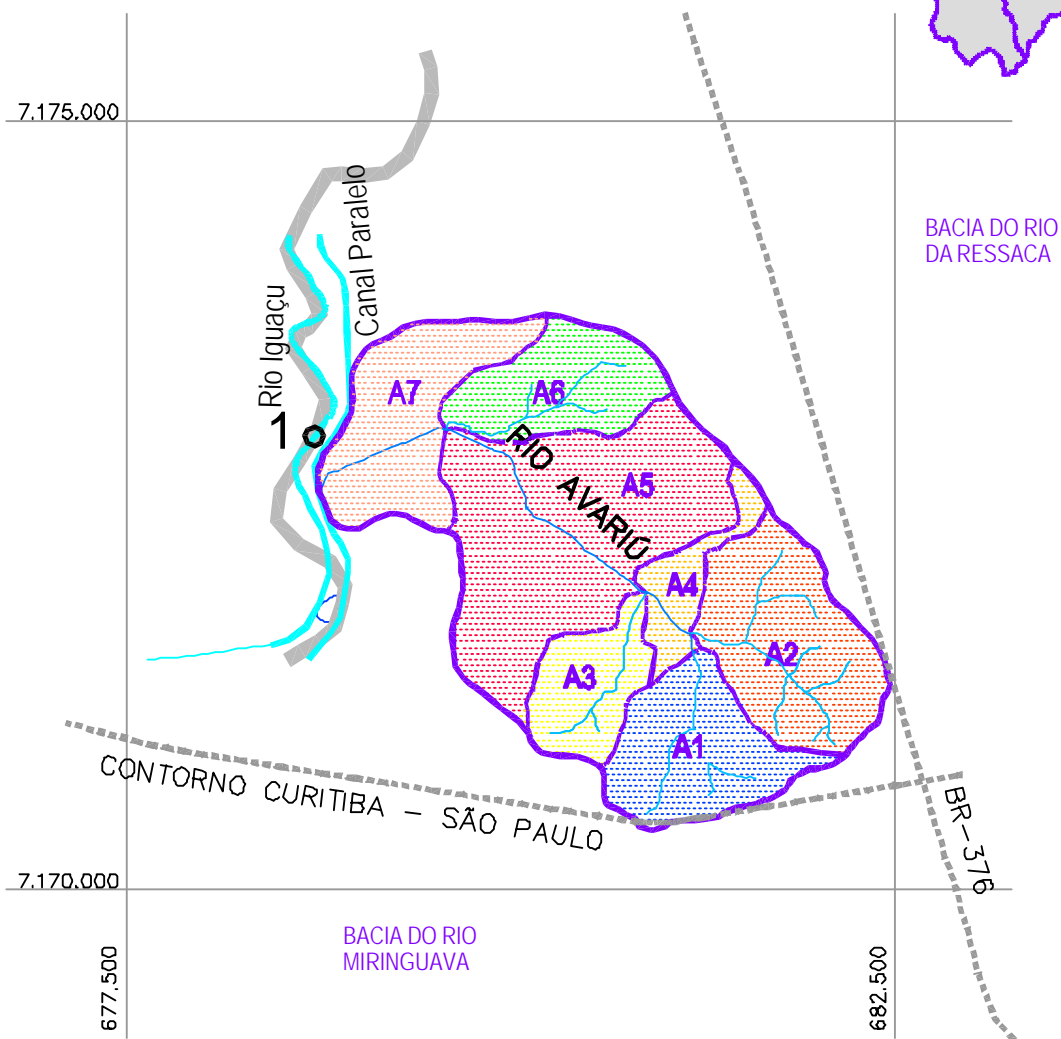 7.175.000
Canal Paralelo
BACIA DO RIO
DA RESSACA
Rio Iguaçu
A7
A6
1
RIO AVARIÚ
A5
A4
A2
A3
A1
CONTORNO CURITIBA – SÃO PAULO
BR–376
7.170.000
BACIA DO RIO
MIRINGUAVA
677.500
682.500